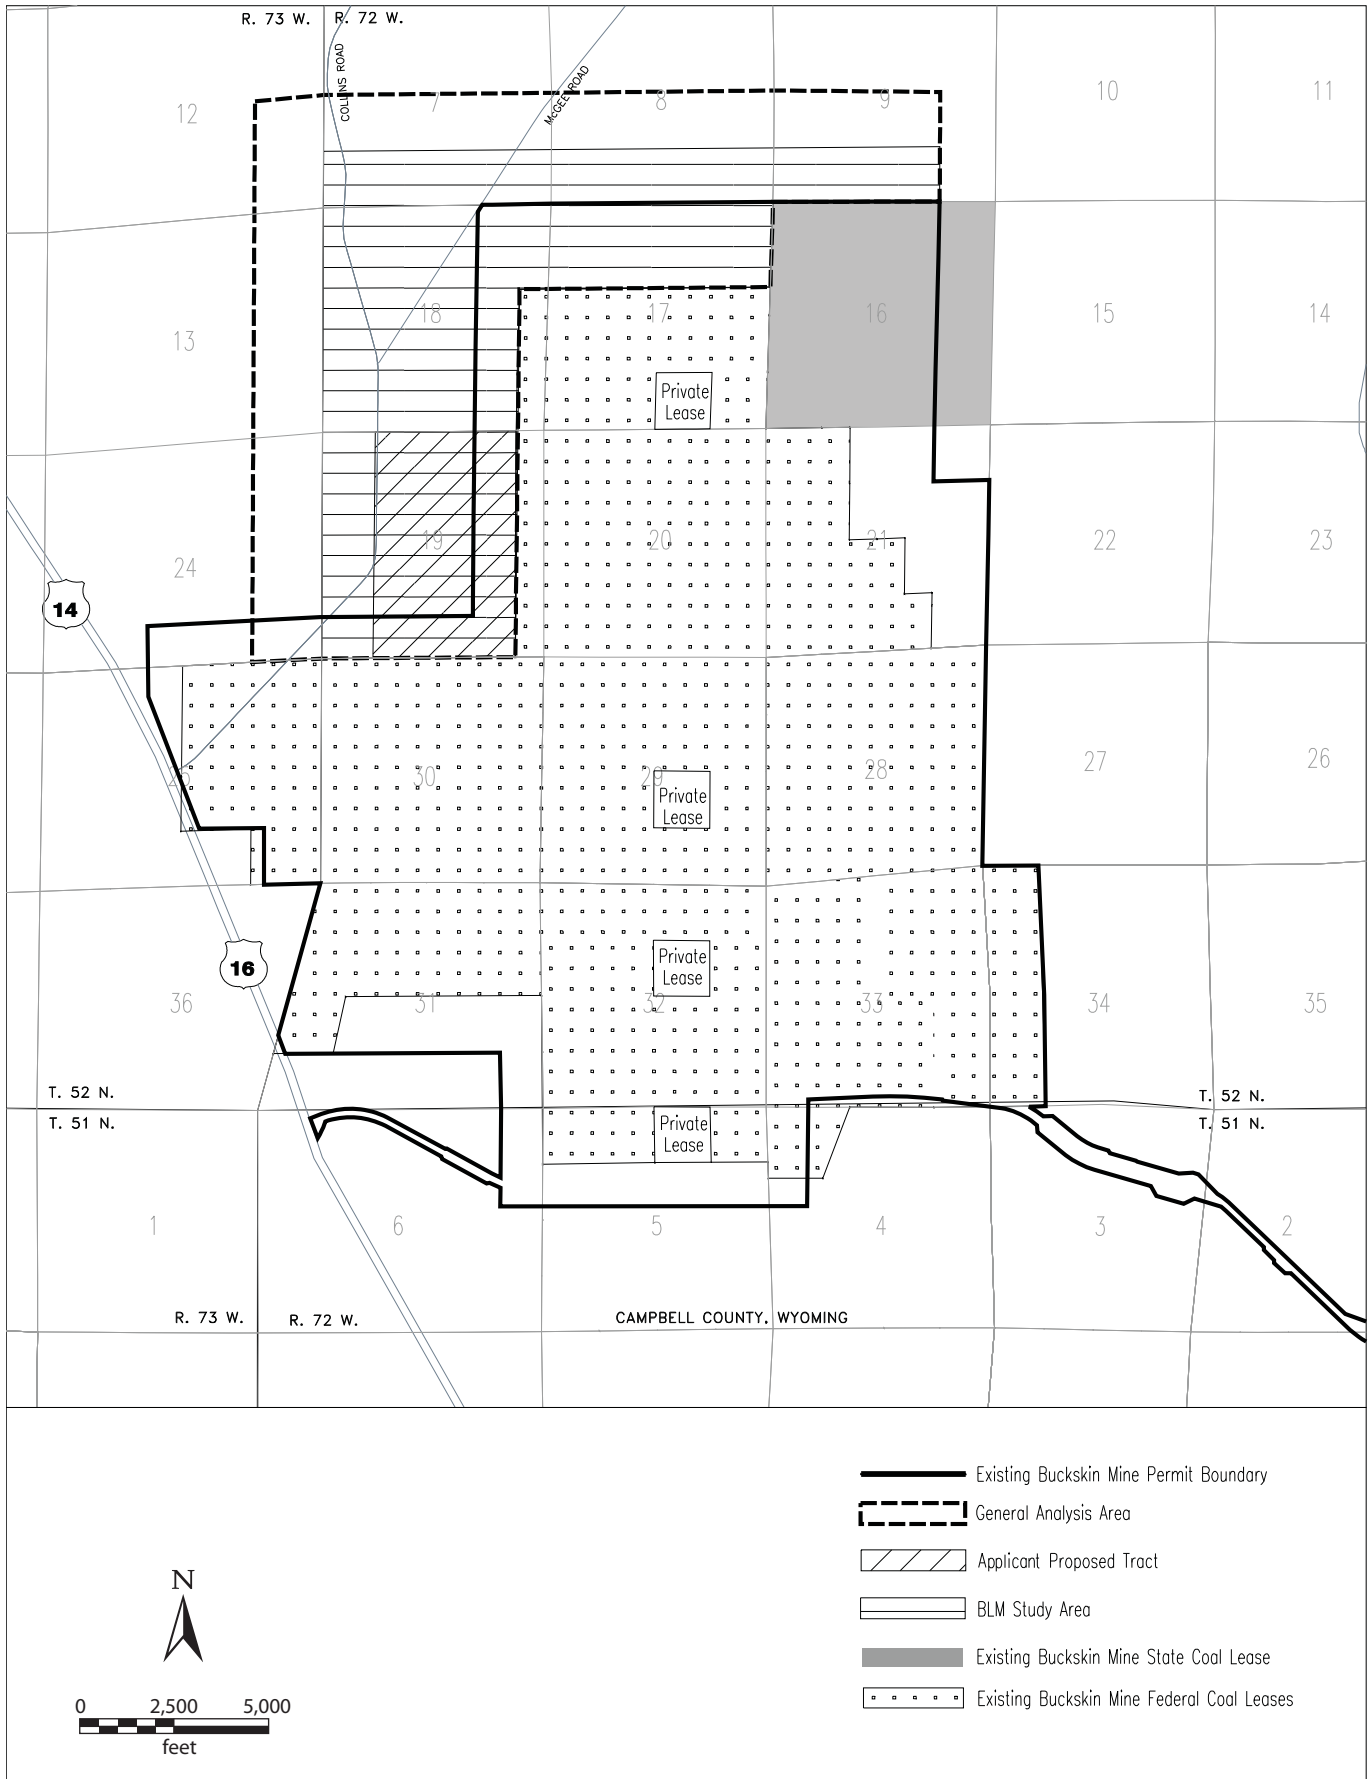 R. 73 W. R. 72 W.
COLLINS ROAD
McGEE ROAD
12 7 8 9 10 11
13 18 17 16 15 14
Private
Lease
24 19 20 21 22 23
14
25 30 29 28 27 26
Private
Lease
16
Private
Lease
36 31 32 33 34 35
T. 52 N. T. 52 N.
T. 51 N. T. 51 N.
Private
Lease
1 6 5 4 3 2
R. 73 W. R. 72 W. CAMPBELL COUNTY, WYOMING
Existing Buckskin Mine Permit Boundary
General Analysis Area
Applicant Proposed Tract
BLM Study Area
Existing Buckskin Mine State Coal Lease
Existing Buckskin Mine Federal Coal Leases
N
0 2,500 5,000
feet